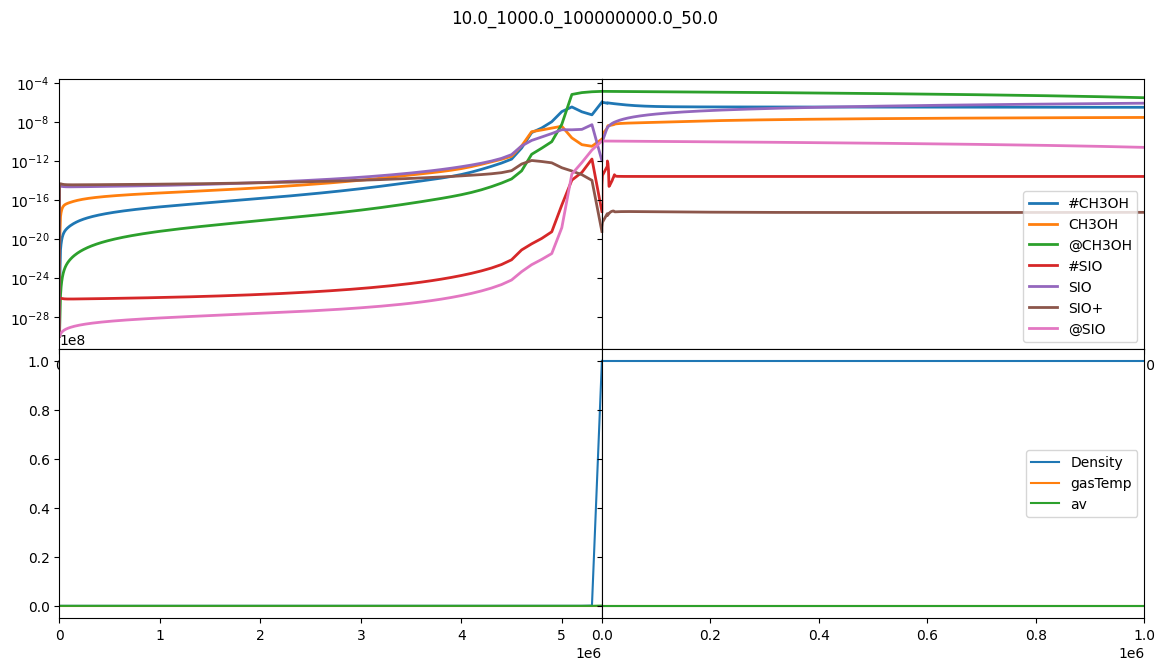 10.0_1000.0_100000000.0_50.0
10⁻⁴
10⁻⁸
10⁻¹²
10⁻¹⁶
10⁻²⁰
10⁻²⁴
10⁻²⁸
#CH3OH
CH3OH
@CH3OH
#SIO
SIO
SIO+
@SIO
1e8
0
1.0
0.8
0.6
0.4
0.2
0.0
Density
gasTemp
av
0 1 2 3 4 5 0.0 0.2 0.4 0.6 0.8 1.0
1e6 1e6